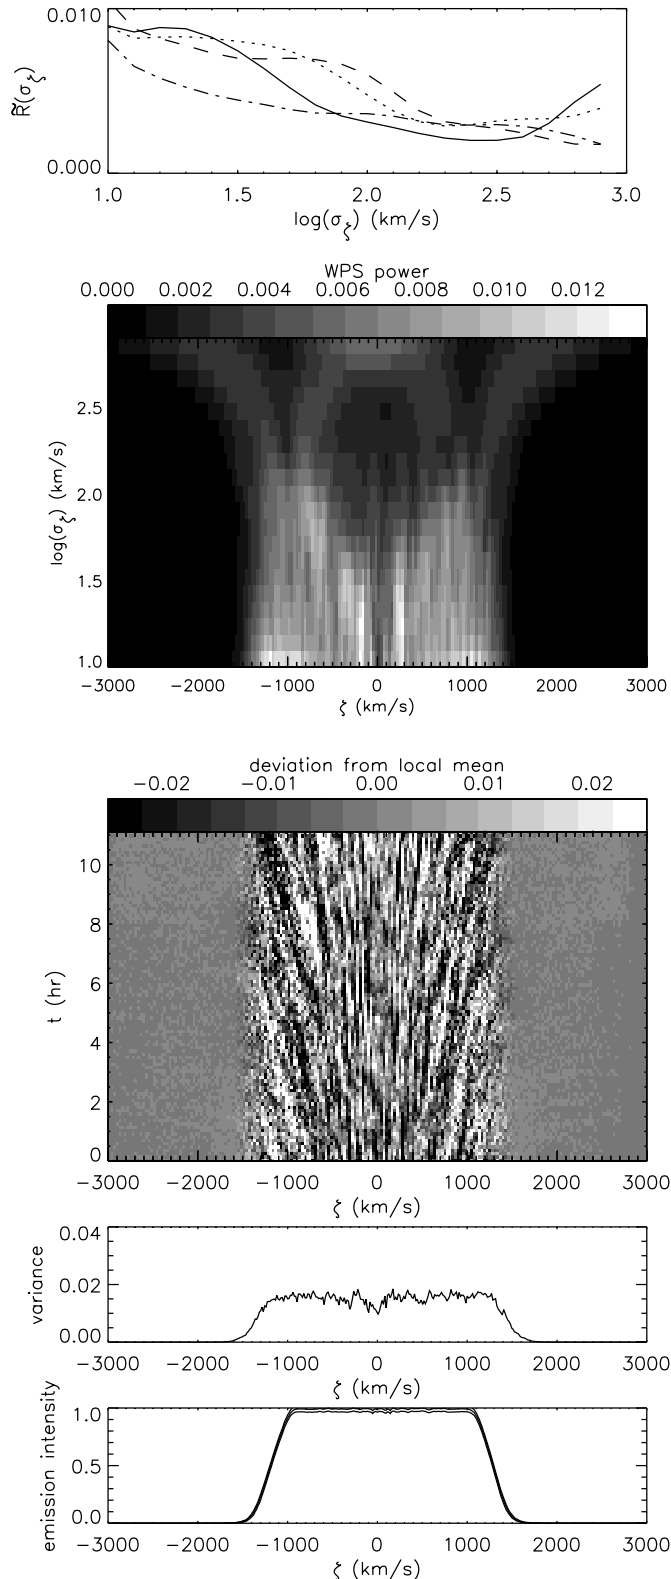 0.010
R̃(σ_ζ)
0.000
1.0 1.5 2.0 2.5 3.0
log(σ_ζ) (km/s)
WPS power
0.000 0.002 0.004 0.006 0.008 0.010 0.012
2.5
log(σ_ζ) (km/s)
2.0
1.5
1.0
−3000 −2000 −1000 0 1000 2000 3000
ζ (km/s)
deviation from local mean
−0.02 −0.01 0.00 0.01 0.02
10
8
t (hr)
6
4
2
0
−3000 −2000 −1000 0 1000 2000 3000
ζ (km/s)
0.04
variance
0.02
0.00
−3000 −2000 −1000 0 1000 2000 3000
ζ (km/s)
emission intensity
1.0
0.5
0.0
−3000 −2000 −1000 0 1000 2000 3000
ζ (km/s)